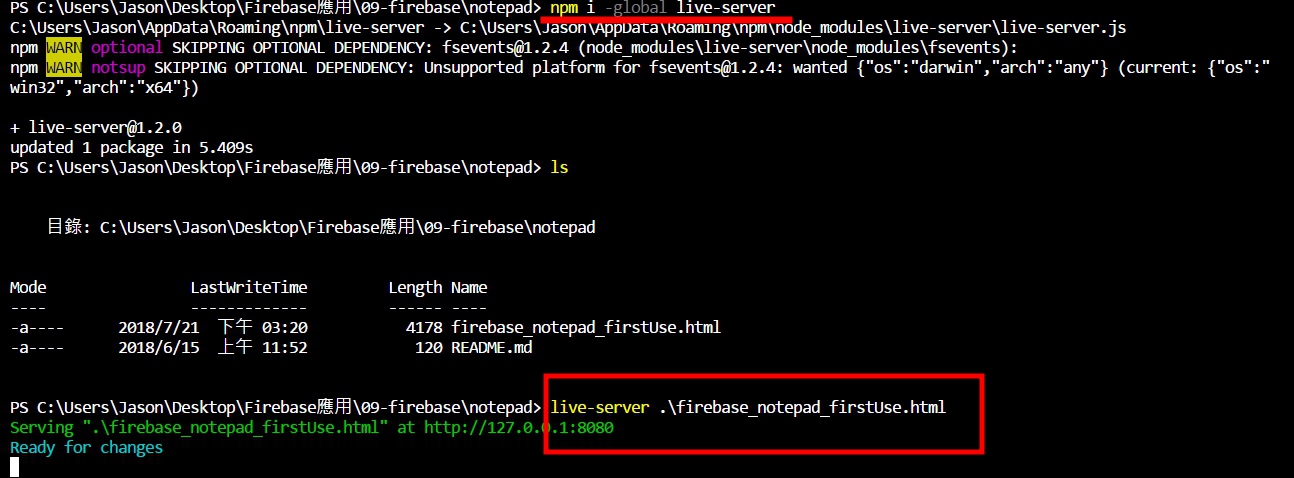 PS C:\Users\Jason\Desktop\Firebase應用\09-firebase\notepad> npm i -global live-server
C:\Users\Jason\AppData\Roaming\npm\live-server -> C:\Users\Jason\AppData\Roaming\npm\node_modules\live-server\live-server.js
npm WARN optional SKIPPING OPTIONAL DEPENDENCY: fsevents@1.2.4 (node_modules\live-server\node_modules\fsevents):
npm WARN notsup SKIPPING OPTIONAL DEPENDENCY: Unsupported platform for fsevents@1.2.4: wanted {"os":"darwin","arch":"any"} (current: {"os":"
win32","arch":"x64"})
+ live-server@1.2.0
updated 1 package in 5.409s
PS C:\Users\Jason\Desktop\Firebase應用\09-firebase\notepad> ls
目錄: C:\Users\Jason\Desktop\Firebase應用\09-firebase\notepad
Mode LastWriteTime Length Name
---- ------------- ------ ----
-a---- 2018/7/21 下午 03:20 4178 firebase_notepad_firstUse.html
-a---- 2018/6/15 上午 11:52 120 README.md
PS C:\Users\Jason\Desktop\Firebase應用\09-firebase\notepad> live-server .\firebase_notepad_firstUse.html
Serving ".\firebase_notepad_firstUse.html" at http://127.0.0.1:8080
Ready for changes